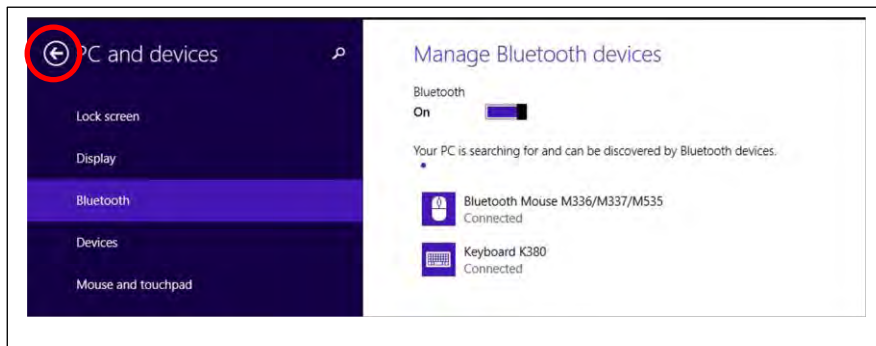 PC and devices
Lock screen
Display
Bluetooth
Devices
Mouse and touchpad
Manage Bluetooth devices
Bluetooth
On
Your PC is searching for and can be discovered by Bluetooth devices.
Bluetooth Mouse M336/M337/M535
Connected
Keyboard K380
Connected